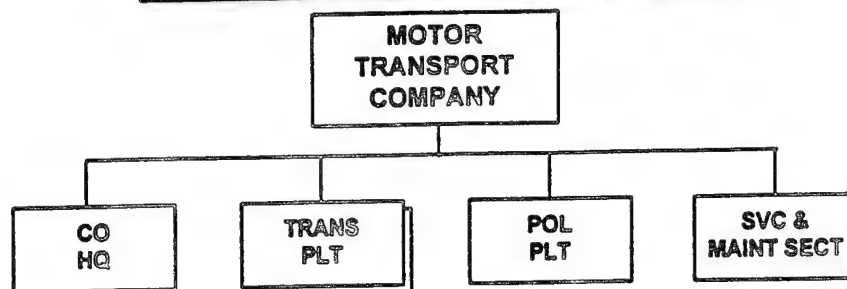 MOTOR
TRANSPORT
COMPANY
CO
HQ
TRANS
PLT
POL
PLT
SVC &
MAINT SECT